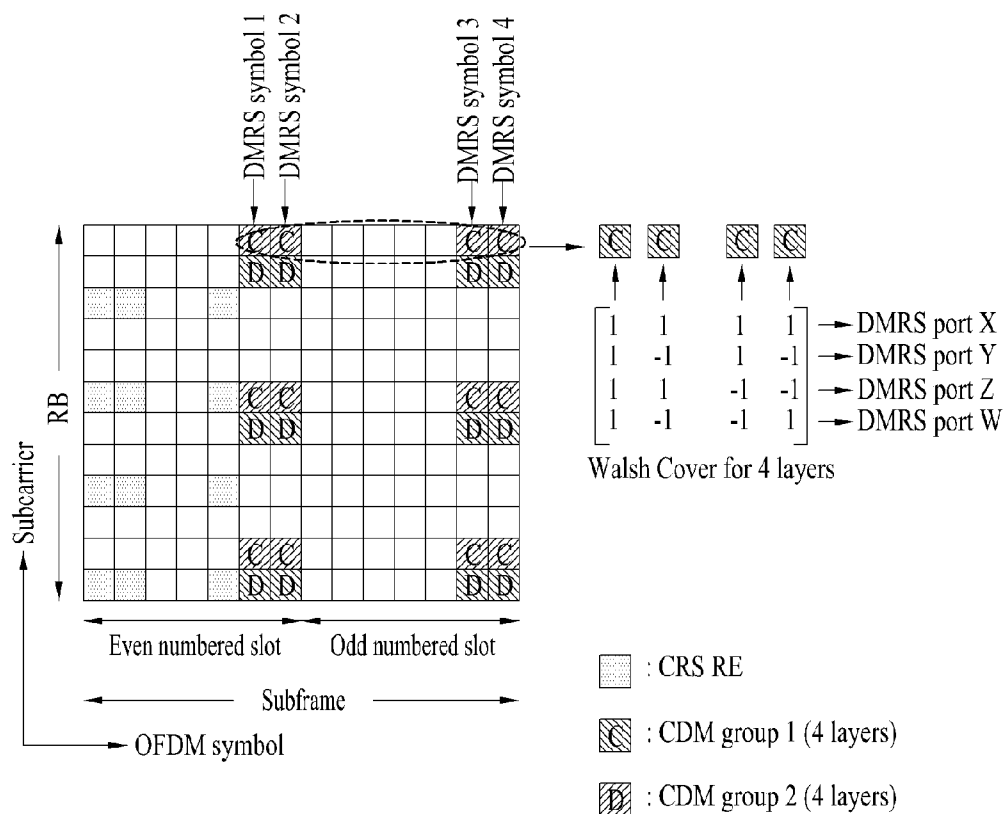 DMRS symbol 1
DMRS symbol 2
DMRS symbol 3
DMRS symbol 4
C C C C
D D D D
C C C C
D D D D
C C C C
D D D D
RB
Subcarrier
OFDM symbol
Even numbered slot
Odd numbered slot
Subframe
C C C C
1 1 1 1 DMRS port X
1 -1 1 -1 DMRS port Y
1 1 -1 -1 DMRS port Z
1 -1 -1 1 DMRS port W
Walsh Cover for 4 layers
: CRS RE
C : CDM group 1 (4 layers)
D : CDM group 2 (4 layers)